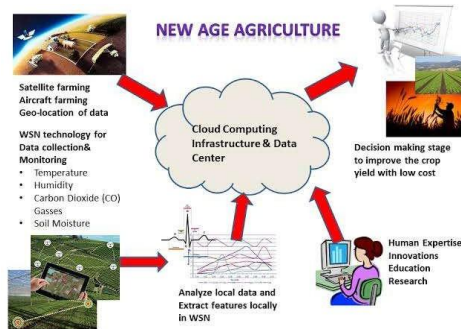 NEW AGE AGRICULTURE
Satellite farming
Aircraft farming
Geo-location of data
WSN technology for
Data collection&
Monitoring
• Temperature
• Humidity
• Carbon Dioxide (CO)
Gasses
• Soil Moisture
Cloud Computing
Infrastructure & Data
Center
Decision making stage
to improve the crop
yield with low cost
Analyze local data and
Extract features locally
in WSN
Human Expertise
Innovations
Education
Research